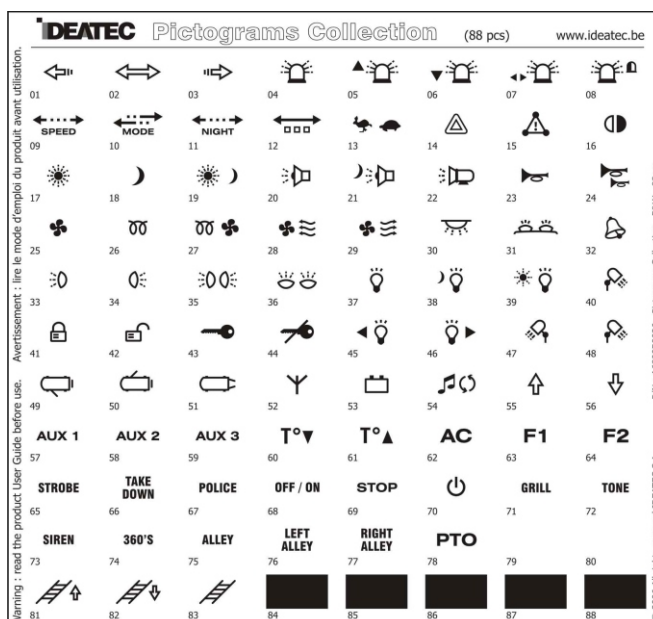 iDEATEC Pictograms Collection (88 pcs) www.ideatec.be
01 02 03 04 05 06 07 08
SPEED MODE NIGHT
09 10 11 12 13 14 15 16
17 18 19 20 21 22 23 24
25 26 27 28 29 30 31 32
33 34 35 36 37 38 39 40
41 42 43 44 45 46 47 48
49 50 51 52 53 54 55 56
AUX 1 AUX 2 AUX 3 T°▼ T°▲ AC F1 F2
57 58 59 60 61 62 63 64
STROBE TAKE DOWN POLICE OFF / ON STOP GRILL TONE
65 66 67 68 69 70 71 72
SIREN 360'S ALLEY LEFT ALLEY RIGHT ALLEY PTO
73 74 75 76 77 78 79 80
81 82 83 84 85 86 87 88
Warning : read the product User Guide before use. Avertissement : lire le mode d'emploi du produit avant utilisation.